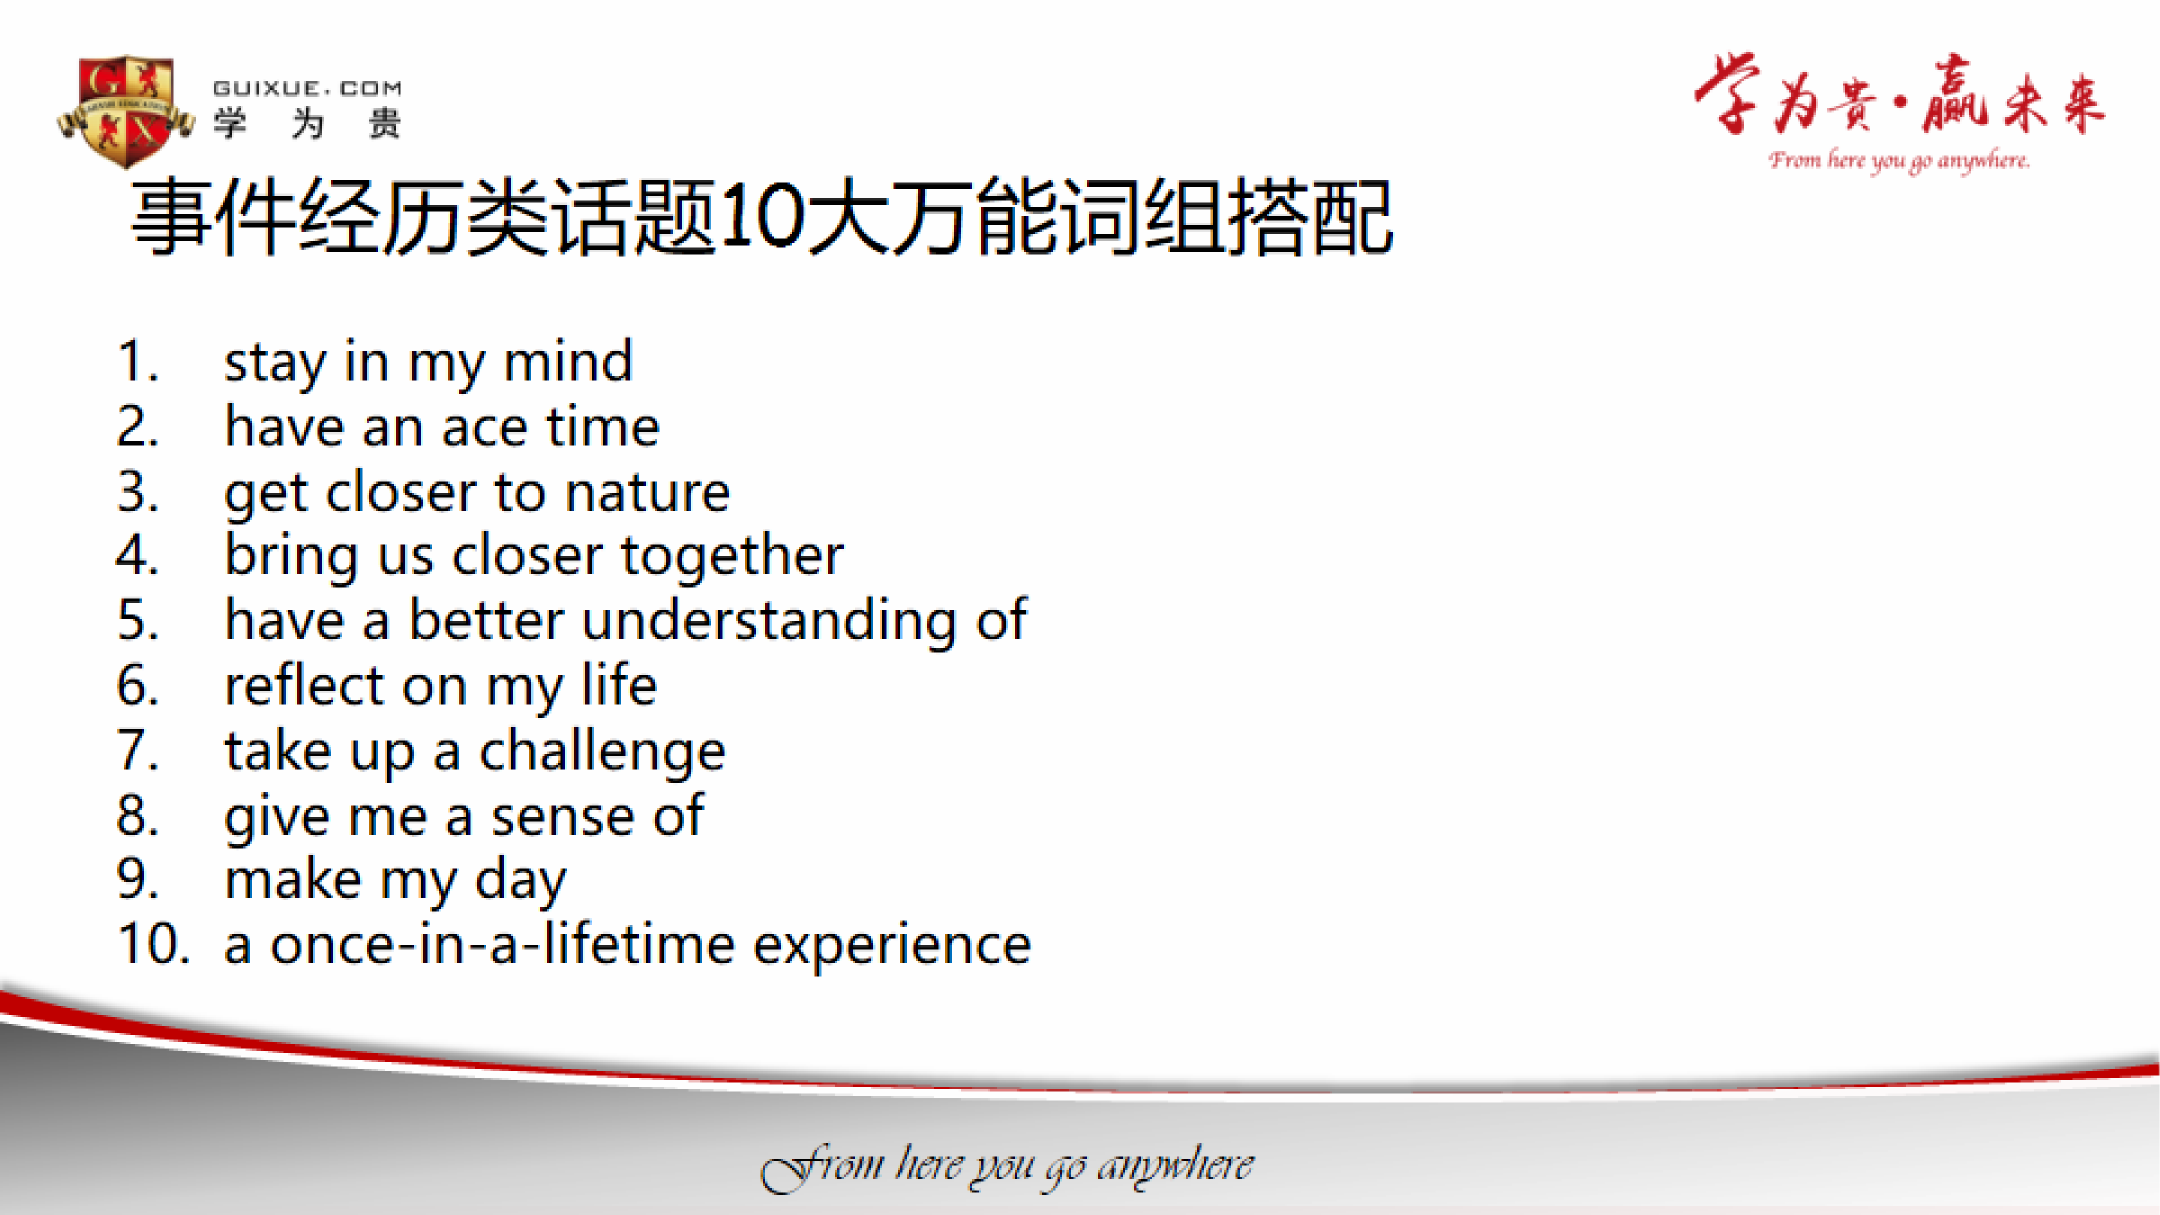 GUIXUE.COM
学为贵
学为贵·赢未来
From here you go anywhere.
事件经历类话题10大万能词组搭配
1. stay in my mind
2. have an ace time
3. get closer to nature
4. bring us closer together
5. have a better understanding of
6. reflect on my life
7. take up a challenge
8. give me a sense of
9. make my day
10. a once-in-a-lifetime experience
From here you go anywhere